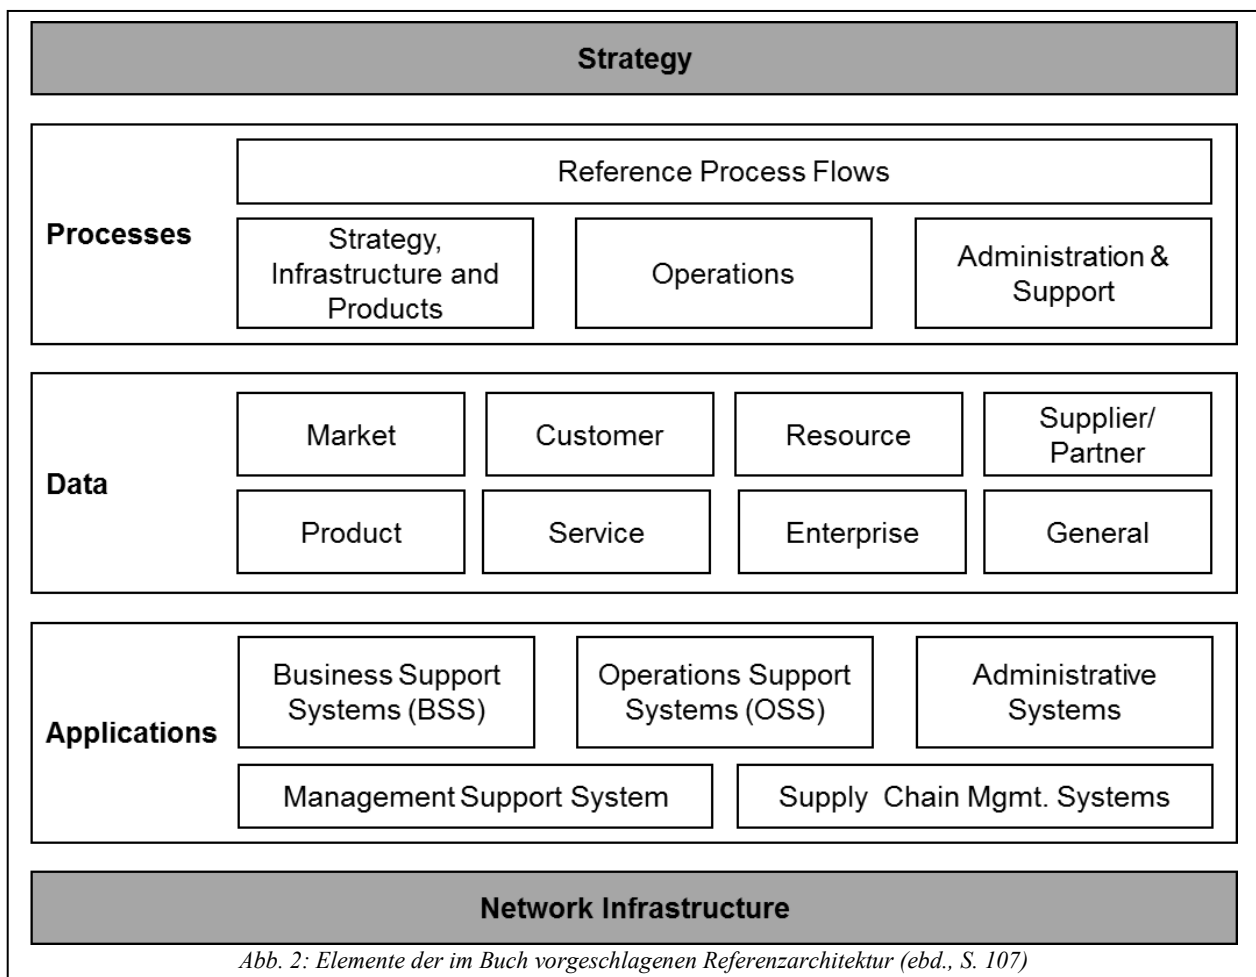 Strategy
Reference Process Flows
Processes
Strategy,
Infrastructure and
Products
Operations
Administration &
Support
Market
Customer
Resource
Supplier/
Partner
Data
Product
Service
Enterprise
General
Business Support
Systems (BSS)
Operations Support
Systems (OSS)
Administrative
Systems
Applications
Management Support System
Supply Chain Mgmt. Systems
Network Infrastructure
Abb. 2: Elemente der im Buch vorgeschlagenen Referenzarchitektur (ebd., S. 107)